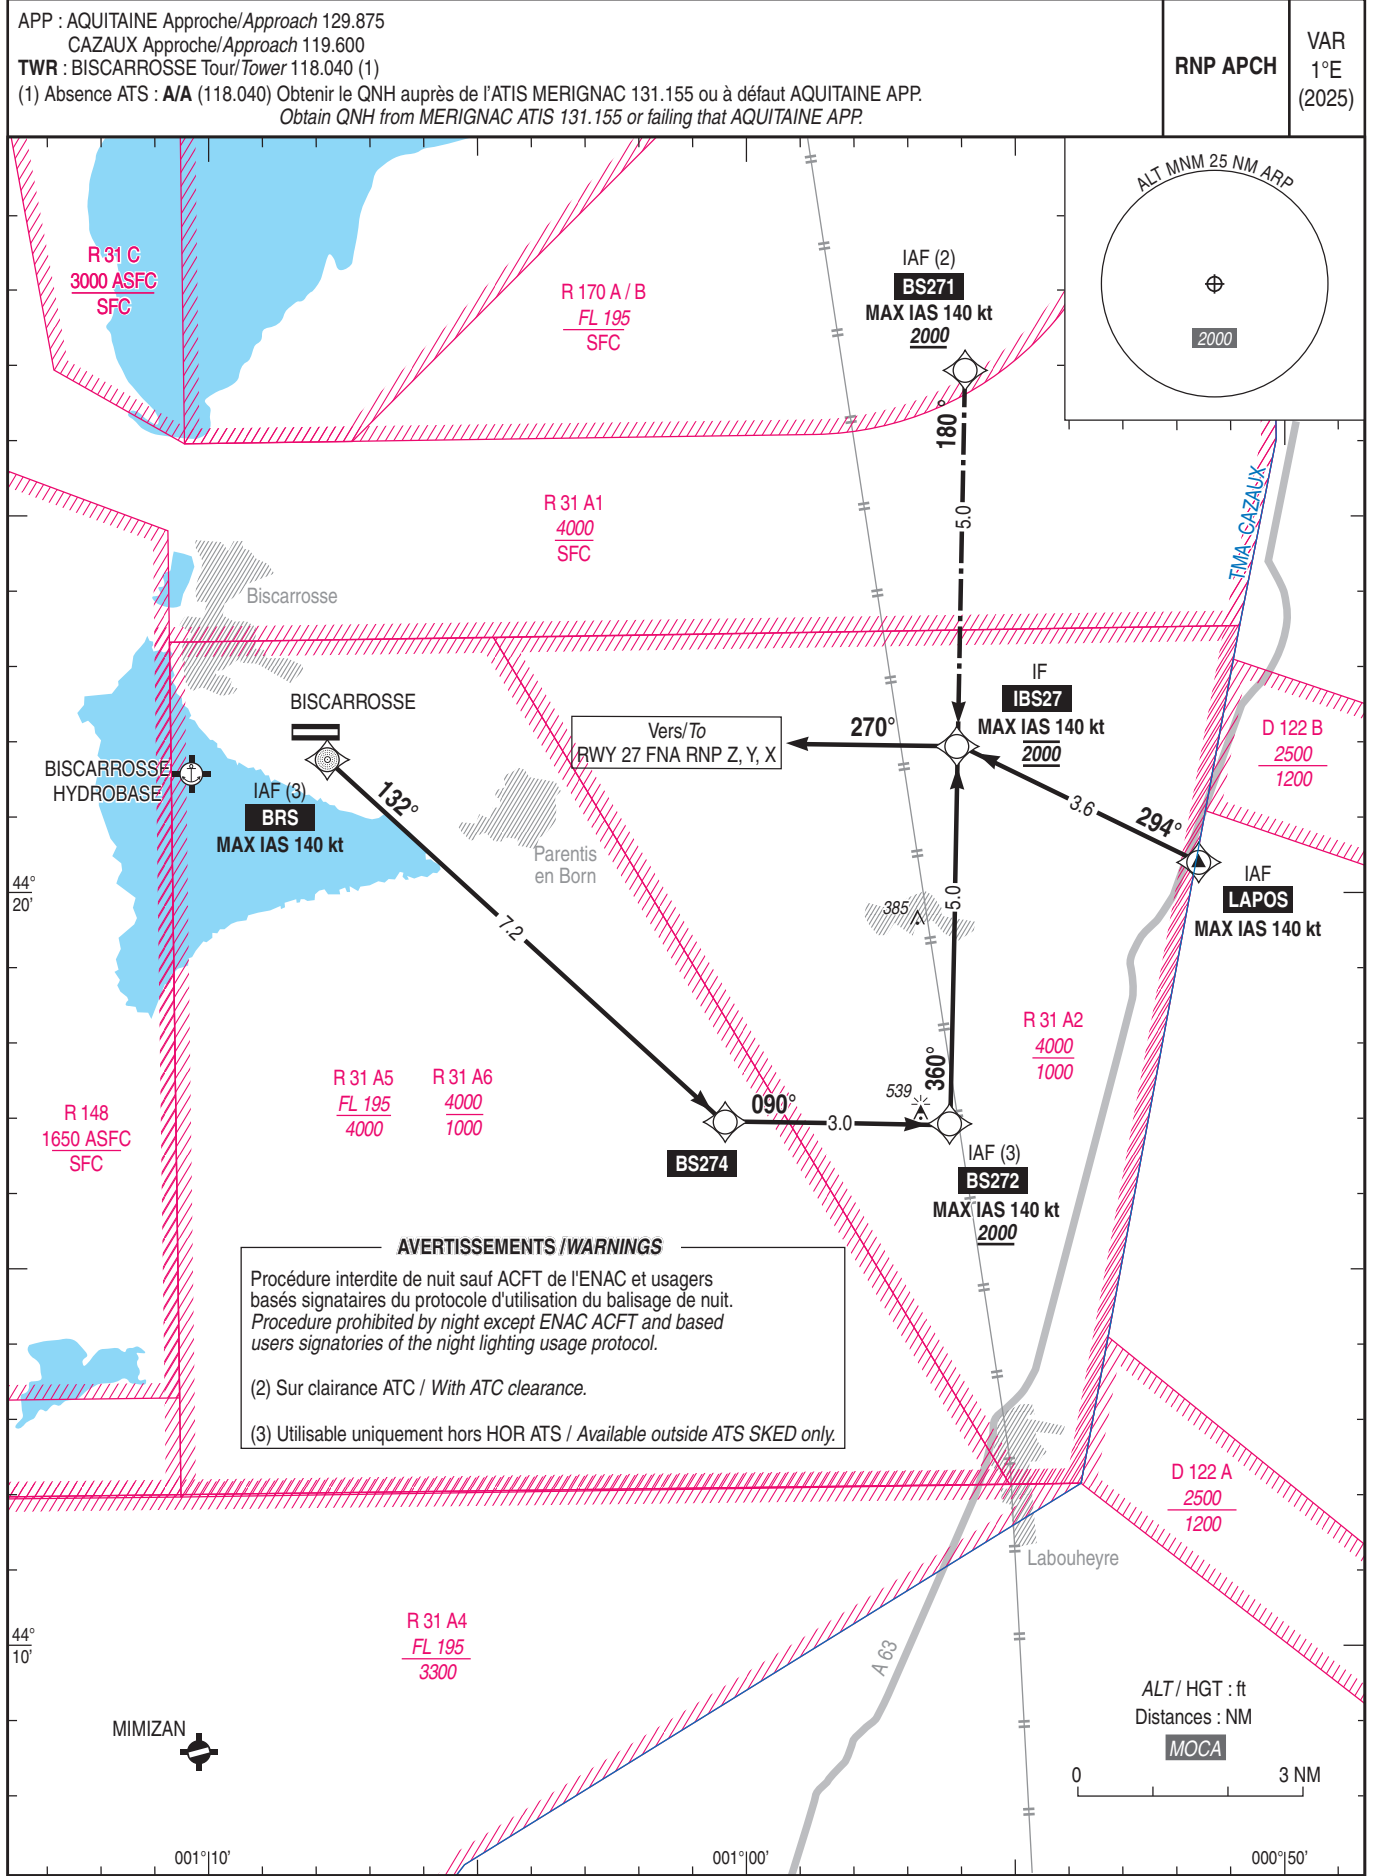 APP : AQUITAINE Approche/Approach 129.875
CAZAUX Approche/Approach 119.600
TWR : BISCARROSSE Tour/Tower 118.040 (1)
(1) Absence ATS : A/A (118.040) Obtenir le QNH auprès de l'ATIS MERIGNAC 131.155 ou à défaut AQUITAINE APP.
Obtain QNH from MERIGNAC ATIS 131.155 or failing that AQUITAINE APP.
RNP APCH
VAR
1°E
(2025)
ALT MNM 25 NM ARP
2000
R 31 C
3000 ASFC
SFC
R 170 A / B
FL 195
SFC
IAF (2)
BS271
MAX IAS 140 kt
2000
180°
5.0
R 31 A1
4000
SFC
TMA CAZAUX
Biscarrosse
BISCARROSSE
IF
IBS27
MAX IAS 140 kt
2000
Vers/To
RWY 27 FNA RNP Z, Y, X
270°
D 122 B
2500
1200
BISCARROSSE
HYDROBASE
IAF (3)
BRS
MAX IAS 140 kt
132°
7.2
Parentis
en Born
3.6
294°
IAF
LAPOS
MAX IAS 140 kt
44°
20'
385
5.0
R 31 A2
4000
1000
360°
539
R 31 A5
FL 195
4000
R 31 A6
4000
1000
R 148
1650 ASFC
SFC
090°
3.0
BS274
IAF (3)
BS272
MAX IAS 140 kt
2000
AVERTISSEMENTS /WARNINGS
Procédure interdite de nuit sauf ACFT de l'ENAC et usagers
basés signataires du protocole d'utilisation du balisage de nuit.
Procedure prohibited by night except ENAC ACFT and based
users signatories of the night lighting usage protocol.
(2) Sur clairance ATC / With ATC clearance.
(3) Utilisable uniquement hors HOR ATS / Available outside ATS SKED only.
D 122 A
2500
1200
Labouheyre
R 31 A4
FL 195
3300
44°
10'
A 63
MIMIZAN
ALT / HGT : ft
Distances : NM
MOCA
0 3 NM
001°10' 001°00' 000°50'